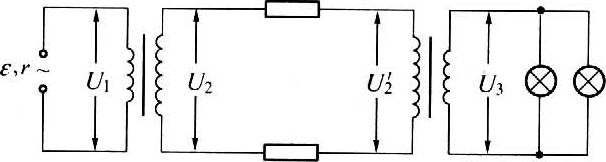 ε, r ~ U₁ U₂ U₂′ U₃